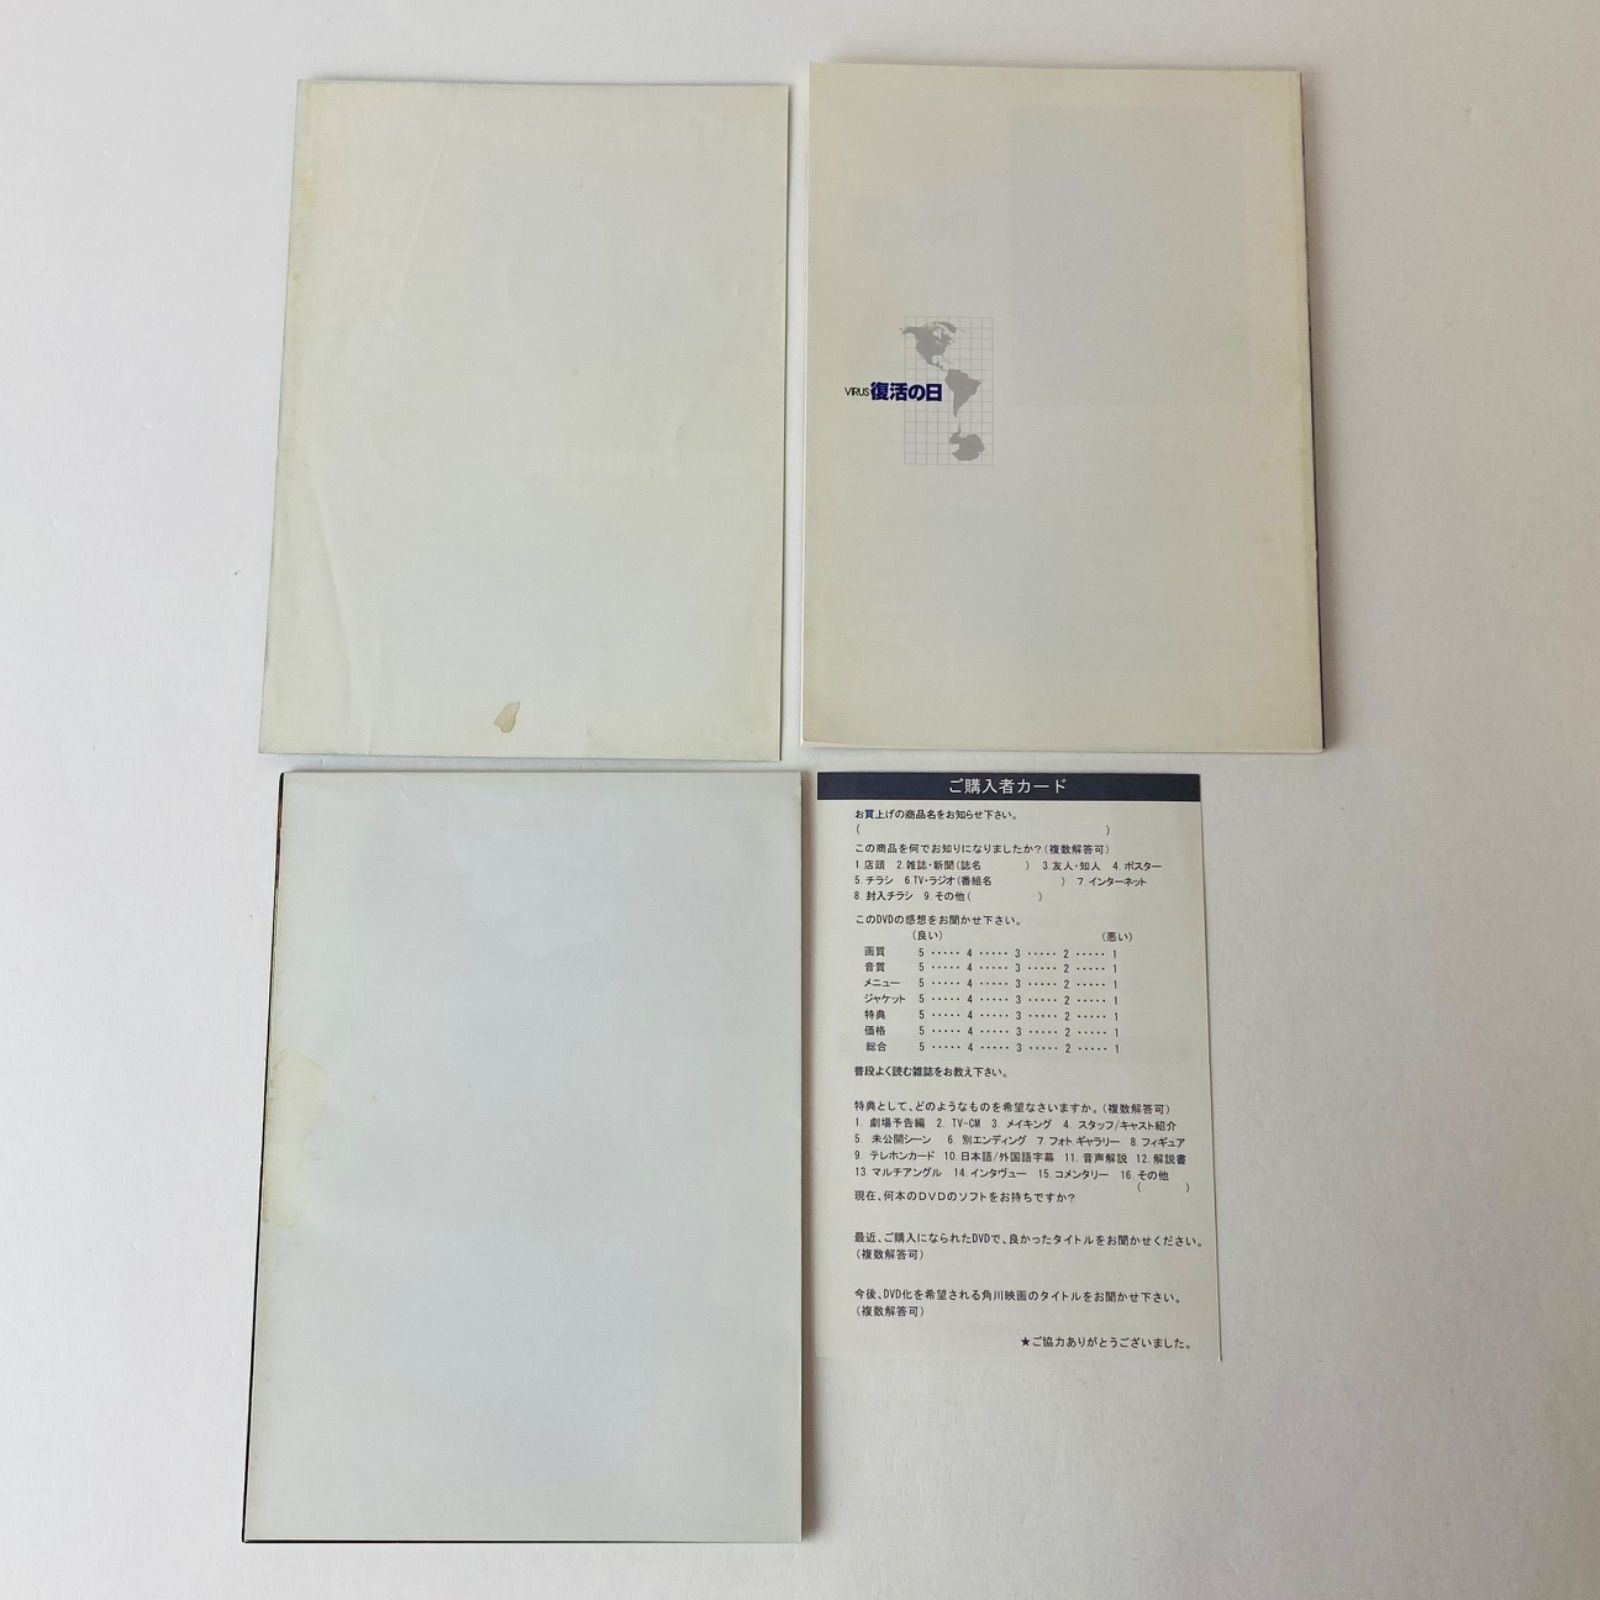 VIRUS復活の日
ご購入者カード
お買上げの商品名をお知らせ下さい。
(　　　　　　　　　　)
この商品を何でお知りになりましたか?(複数解答可)
1.店頭 2.雑誌・新聞(誌名　　　) 3.友人・知人 4.ポスター
5.チラシ 6.TV・ラジオ(番組名　　　　) 7.インターネット
8.封入チラシ 9.その他(　　　　)
このDVDの感想をお聞かせ下さい。
(良い)　　　　　　(悪い)
画質 5 ····· 4 ····· 3 ····· 2 ····· 1
音質 5 ····· 4 ····· 3 ····· 2 ····· 1
メニュー 5 ····· 4 ····· 3 ····· 2 ····· 1
ジャケット 5 ····· 4 ····· 3 ····· 2 ····· 1
特典 5 ····· 4 ····· 3 ····· 2 ····· 1
価格 5 ····· 4 ····· 3 ····· 2 ····· 1
総合 5 ····· 4 ····· 3 ····· 2 ····· 1
普段よく読む雑誌をお教え下さい。
特典として、どのようなものを希望なさいますか。(複数解答可)
1. 劇場予告編 2. TV-CM 3. メイキング 4. スタッフ/キャスト紹介
5. 未公開シーン 6. 別エンディング 7. フォトギャラリー 8. フィギュア
9. テレホンカード 10. 日本語/外国語字幕 11. 音声解説 12. 解説書
13. マルチアングル 14. インタヴュー 15. コメンタリー 16. その他
(　　　)
現在、何本のDVDのソフトをお持ちですか?
最近、ご購入になられたDVDで、良かったタイトルをお聞かせください。
(複数解答可)
今後、DVD化を希望される角川映画のタイトルをお聞かせ下さい。
(複数解答可)
★ご協力ありがとうございました。